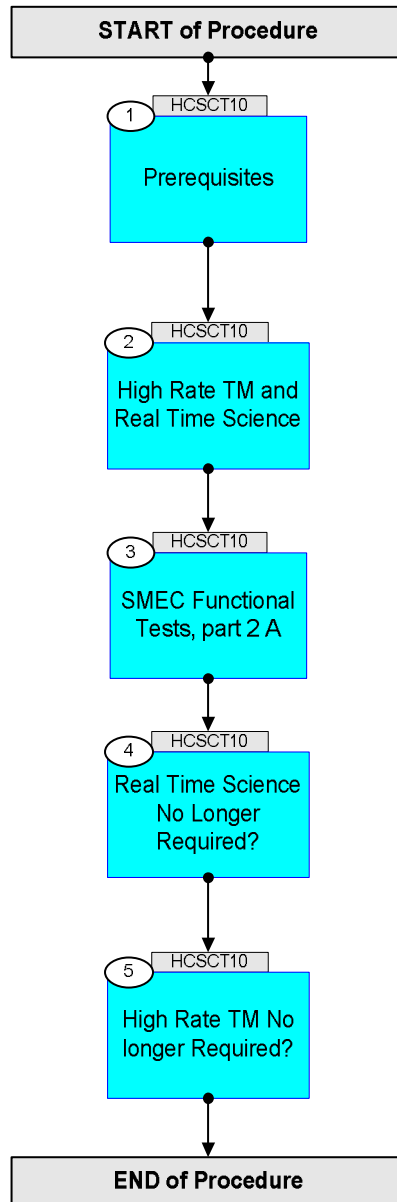 START of Procedure
HCSCT10
1
Prerequisites
HCSCT10
2
High Rate TM and
Real Time Science
HCSCT10
3
SMEC Functional
Tests, part 2 A
HCSCT10
4
Real Time Science
No Longer
Required?
HCSCT10
5
High Rate TM No
longer Required?
END of Procedure